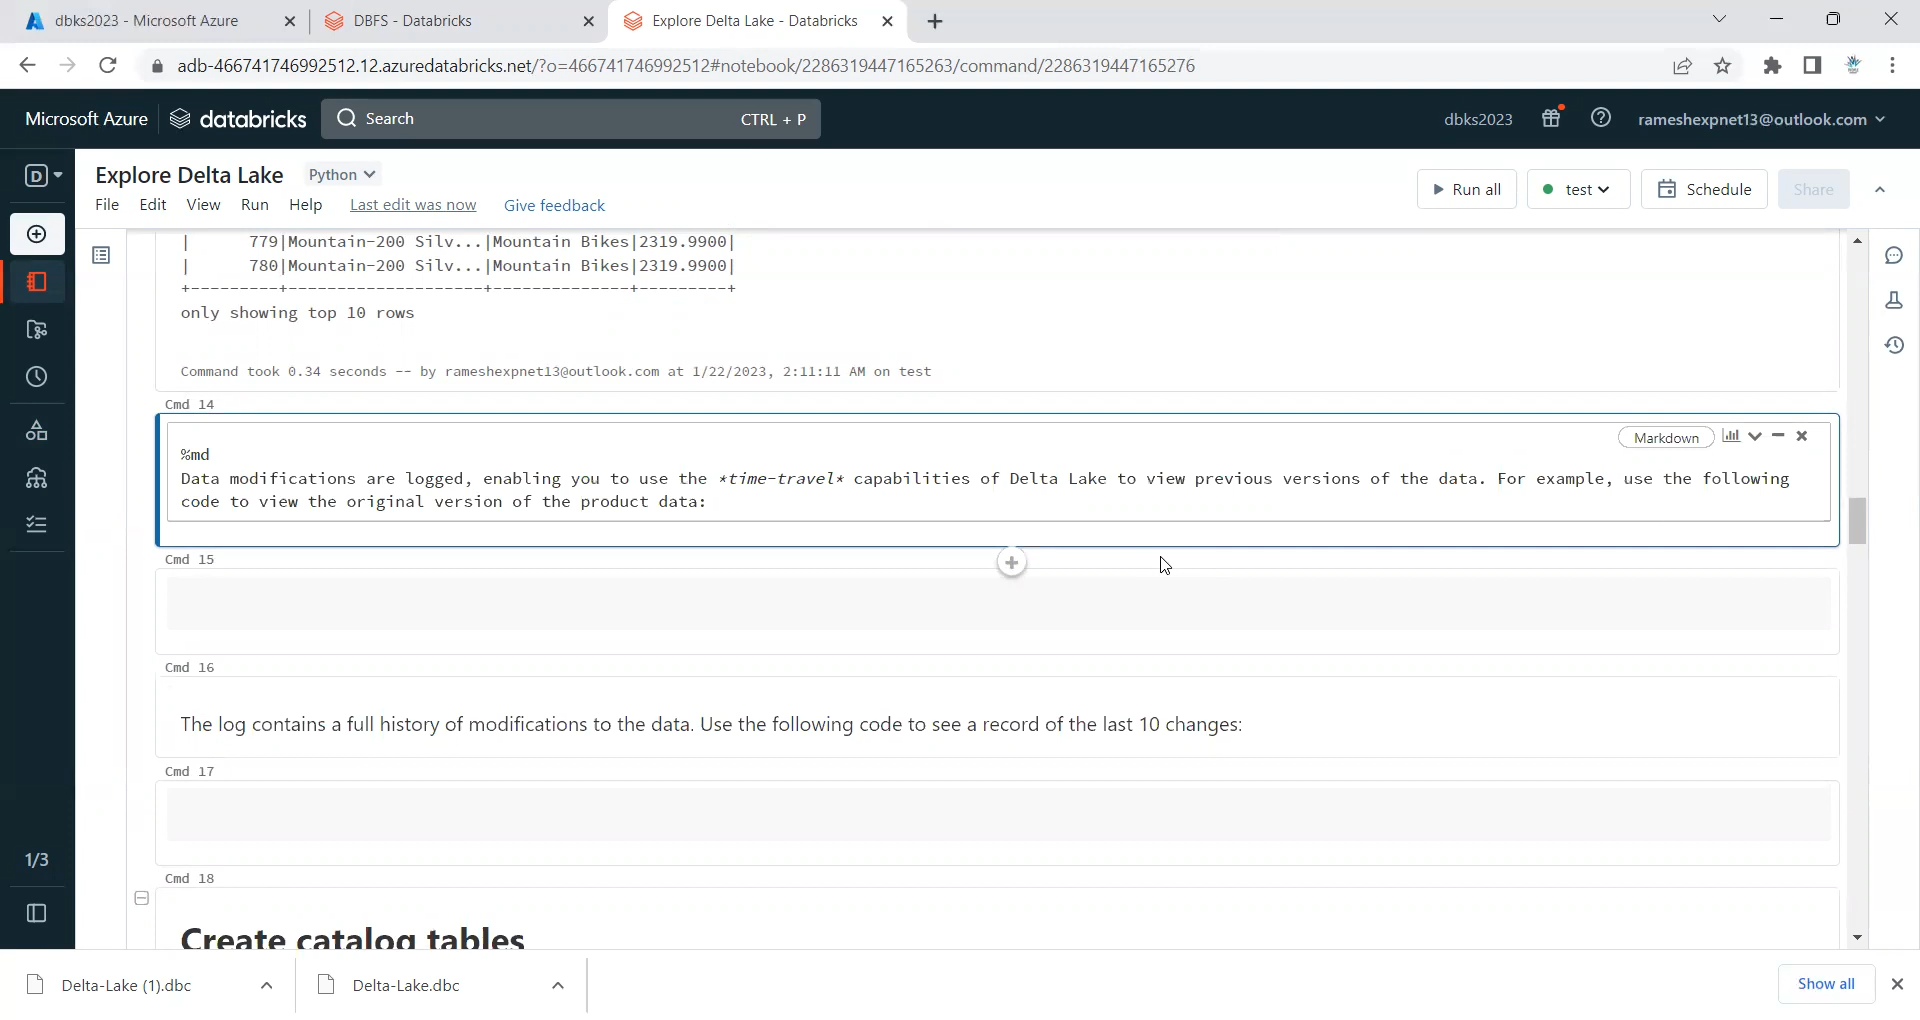 dbks2023 - Microsoft Azure
DBFS - Databricks
Explore Delta Lake - Databricks
adb-466741746992512.12.azuredatabricks.net/?o=466741746992512#notebook/2286319447165263/command/2286319447165276
Microsoft Azure
databricks
Search
CTRL + P
dbks2023
rameshexpnet13@outlook.com
D
Explore Delta Lake
Python
Run all
test
Schedule
Share
File
Edit
View
Run
Help
Last edit was now
Give feedback
|      779|Mountain-200 Silv...|Mountain Bikes|2319.9900|
|      780|Mountain-200 Silv...|Mountain Bikes|2319.9900|
+---------+--------------------+--------------+---------+
only showing top 10 rows
Command took 0.34 seconds -- by rameshexpnet13@outlook.com at 1/22/2023, 2:11:11 AM on test
Cmd 14
Markdown
%md
Data modifications are logged, enabling you to use the *time-travel* capabilities of Delta Lake to view previous versions of the data. For example, use the following
code to view the original version of the product data:
Cmd 15
Cmd 16
The log contains a full history of modifications to the data. Use the following code to see a record of the last 10 changes:
Cmd 17
Cmd 18
Create catalog tables
1/3
Delta-Lake (1).dbc
Delta-Lake.dbc
Show all